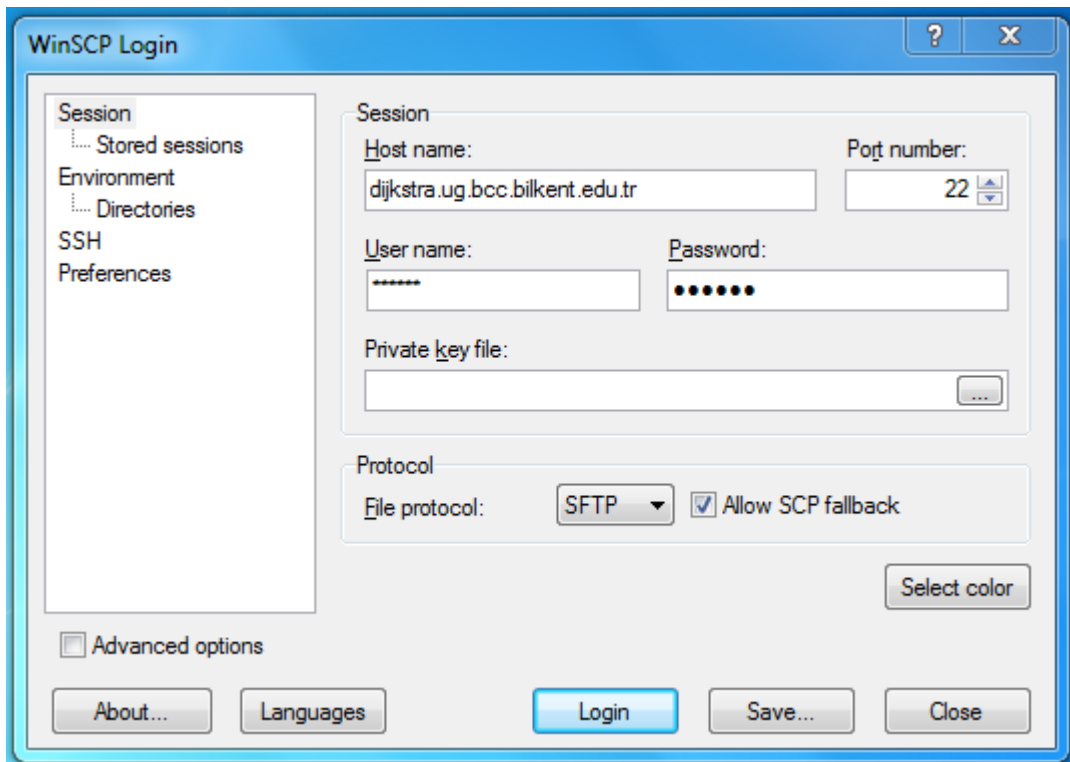 WinSCP Login
Session
Stored sessions
Environment
Directories
SSH
Preferences
Session
Host name: Port number:
dijkstra.ug.bcc.bilkent.edu.tr 22
User name: Password:
****** ●●●●●●
Private key file:
...
Protocol
File protocol: SFTP Allow SCP fallback
Select color
Advanced options
About... Languages Login Save... Close